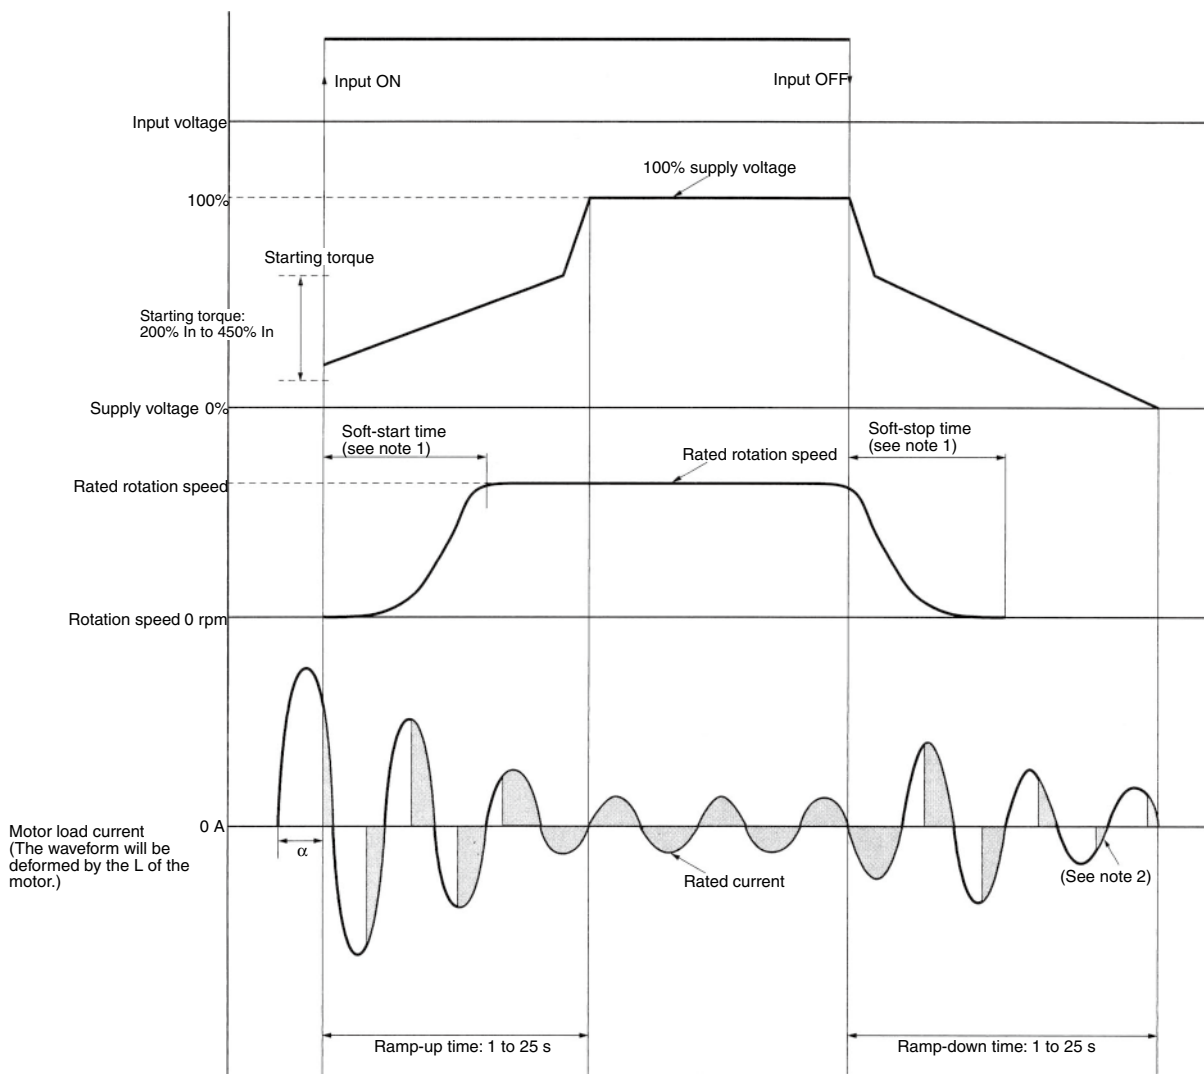 Input ON
Input OFF
Input voltage
100% supply voltage
100%
Starting torque
Starting torque:
200% In to 450% In
Supply voltage 0%
Soft-start time
(see note 1)
Soft-stop time
(see note 1)
Rated rotation speed
Rated rotation speed
Rotation speed 0 rpm
0 A
Motor load current
(The waveform will be
deformed by the L of the
motor.)
α
Rated current
(See note 2)
Ramp-up time: 1 to 25 s
Ramp-down time: 1 to 25 s